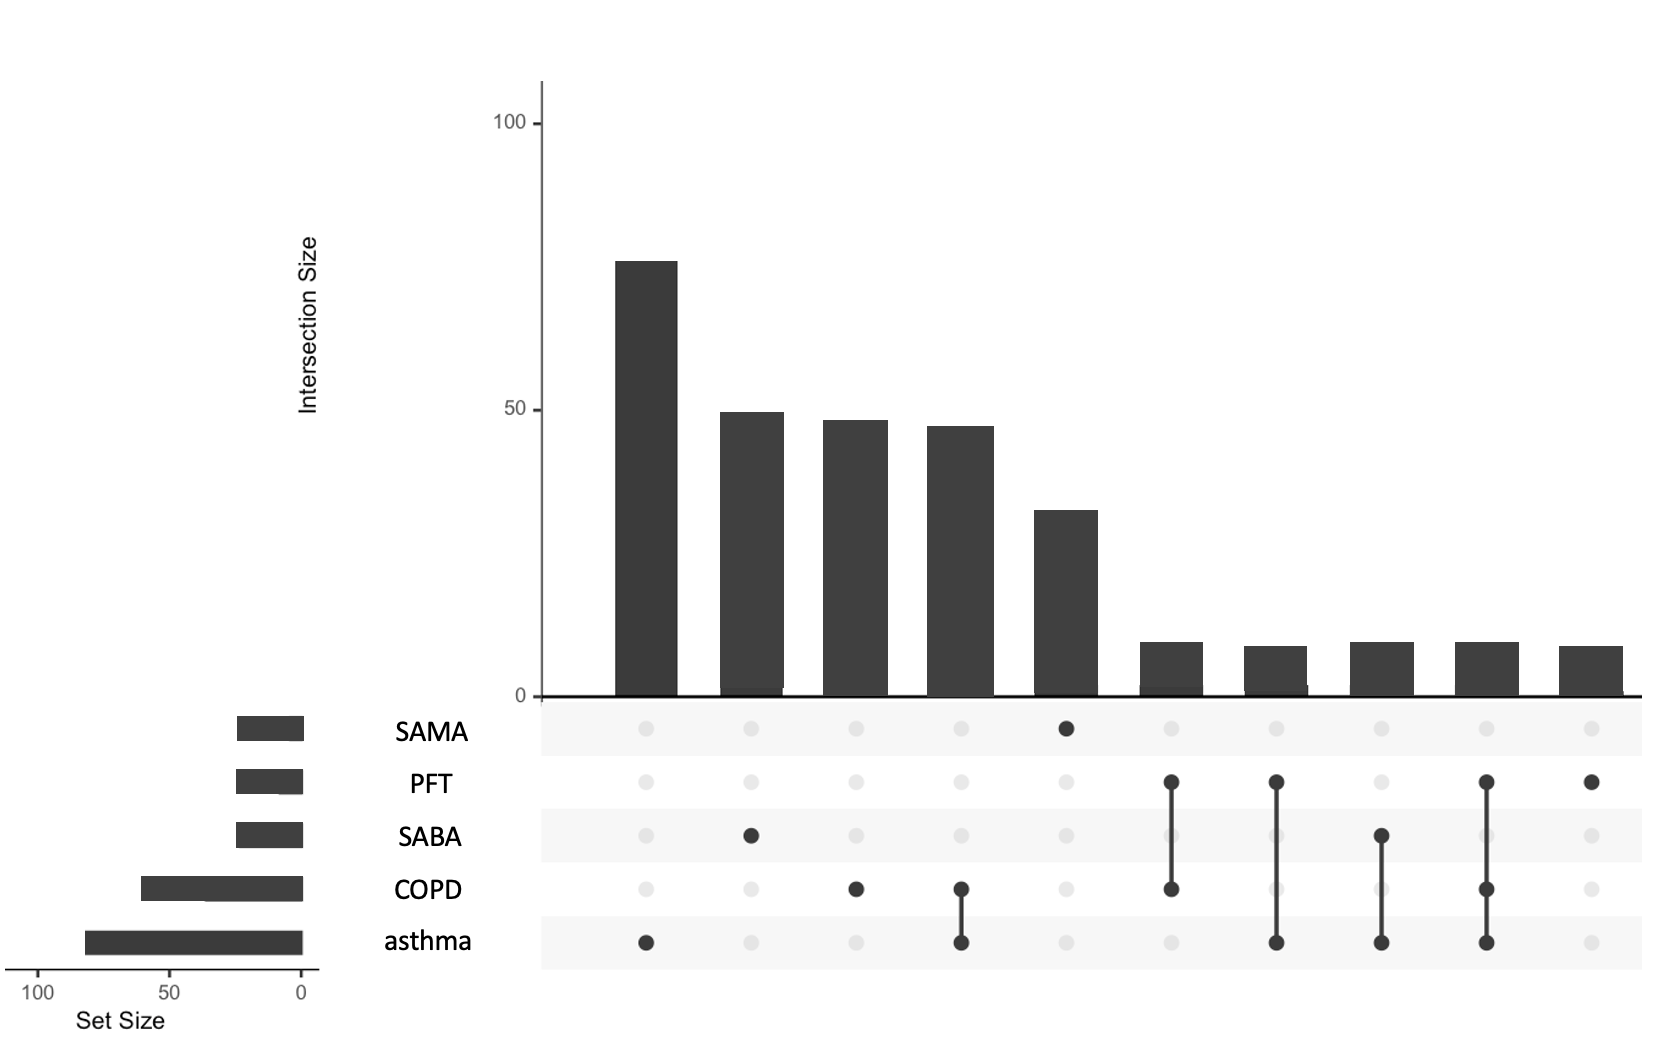 100
Intersection Size
50
0
SAMA
PFT
SABA
COPD
asthma
100 50 0
Set Size